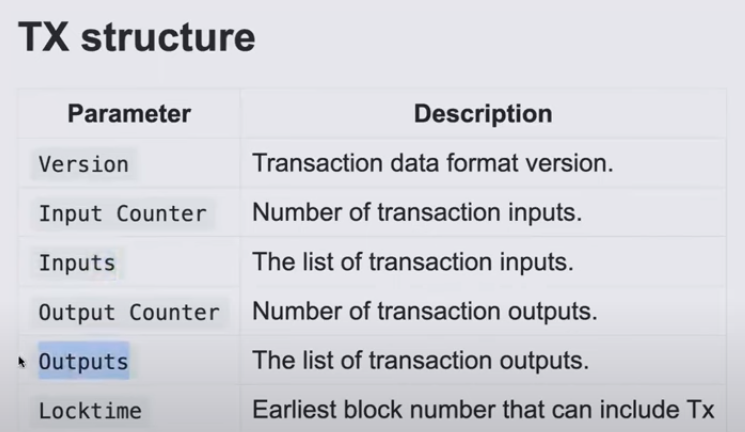 TX structure
Parameter Description
Version Transaction data format version.
Input Counter Number of transaction inputs.
Inputs The list of transaction inputs.
Output Counter Number of transaction outputs.
Outputs The list of transaction outputs.
Locktime Earliest block number that can include Tx